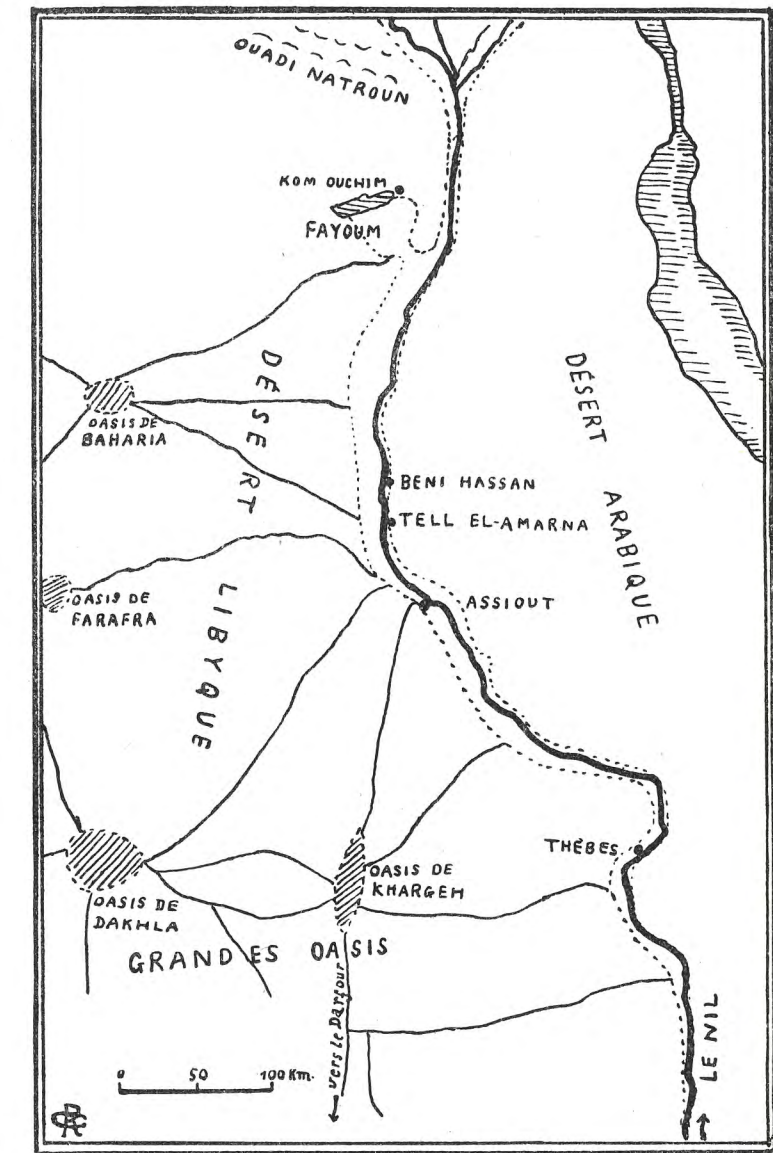 OUADI NATROUN
KOM OUCHIM
FAYOUM
DÉSERT LIBYQUE
DÉSERT ARABIQUE
OASIS DE
BAHARIA
BENI HASSAN
TELL EL-AMARNA
OASIS DE
FARAFRA
ASSIOUT
THÈBES
OASIS DE
KHARGEH
OASIS DE
DAKHLA
GRANDES OASIS
vers le Darfour
LE NIL
0 50 100 Km.